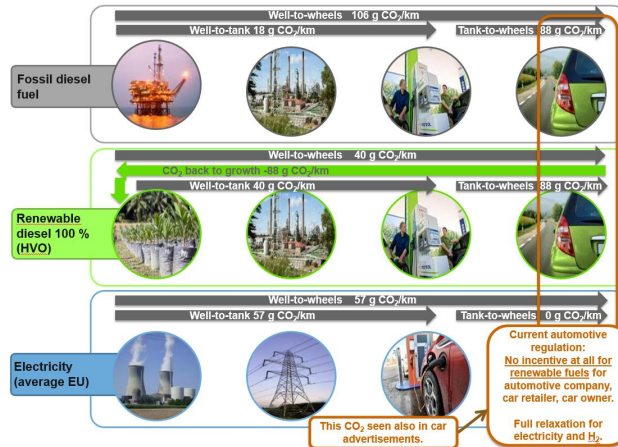 Well-to-wheels 106 g CO₂/km
Well-to-tank 18 g CO₂/km
Tank-to-wheels 88 g CO₂/km
Fossil diesel
fuel
Well-to-wheels 40 g CO₂/km
CO₂ back to growth -88 g CO₂/km
Well-to-tank 40 g CO₂/km
Tank-to-wheels 88 g CO₂/km
Renewable
diesel 100 %
(HVO)
Well-to-wheels 57 g CO₂/km
Well-to-tank 57 g CO₂/km
Tank-to-wheels 0 g CO₂/km
Electricity
(average EU)
Current automotive
regulation:
No incentive at all for
renewable fuels for
automotive company,
car retailer, car owner.
Full relaxation for
electricity and H₂.
This CO₂ seen also in car
advertisements.